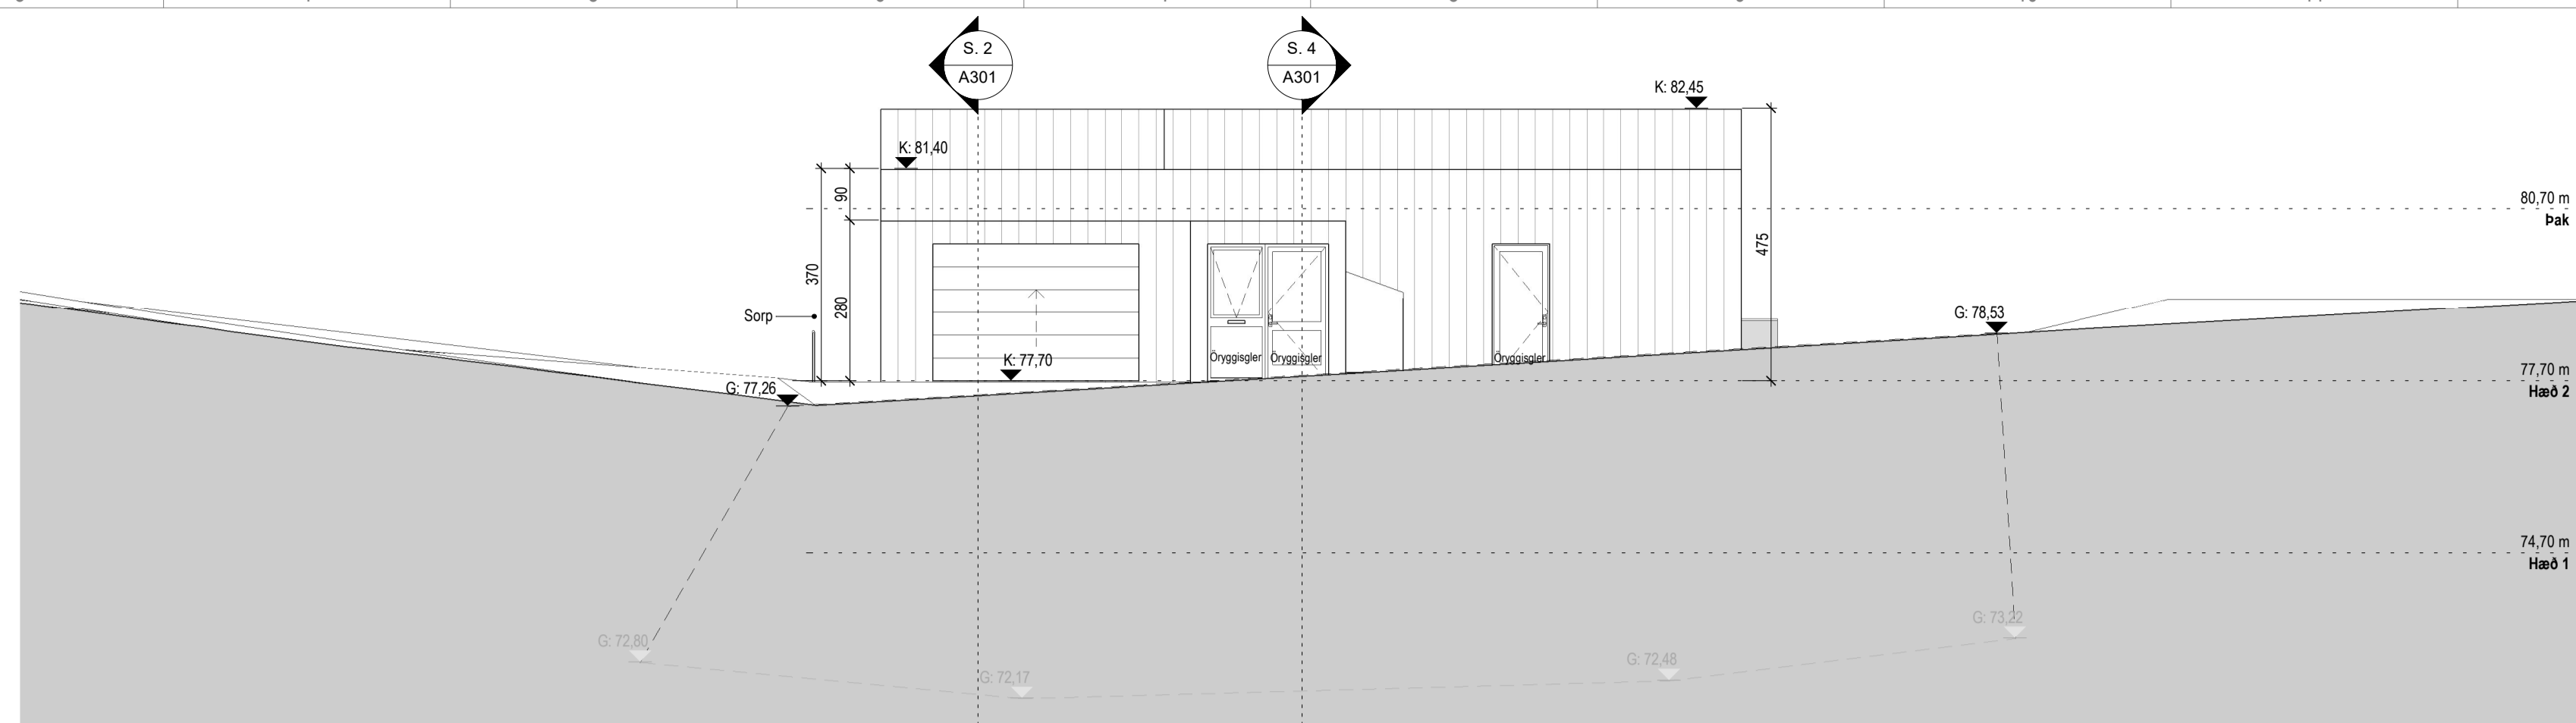 S. 2
A301
S. 4
A301
K: 82,45
K: 81,40
90
80,70 m
Þak
475
370
280
Sorp
G: 78,53
Öryggisgler
Öryggisgler
Öryggisgler
K: 77,70
77,70 m
Hæð 2
G: 77,26
74,70 m
Hæð 1
G: 72,80
G: 73,22
G: 72,17
G: 72,48